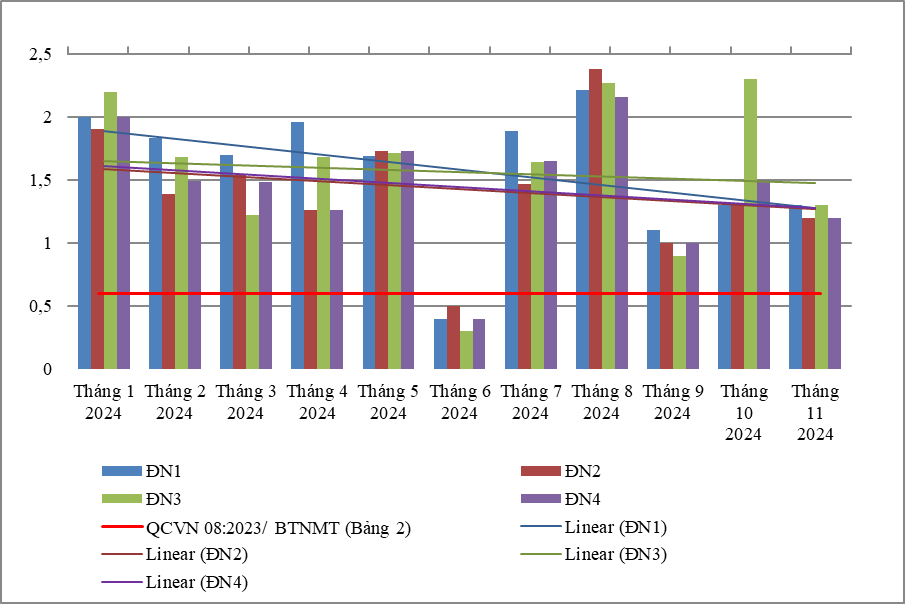 2,5
2
1,5
1
0,5
0
Tháng 1 2024
Tháng 2 2024
Tháng 3 2024
Tháng 4 2024
Tháng 5 2024
Tháng 6 2024
Tháng 7 2024
Tháng 8 2024
Tháng 9 2024
Tháng 10 2024
Tháng 11 2024
ĐN1
ĐN2
ĐN3
ĐN4
QCVN 08:2023/ BTNMT (Bảng 2)
Linear (ĐN1)
Linear (ĐN2)
Linear (ĐN3)
Linear (ĐN4)